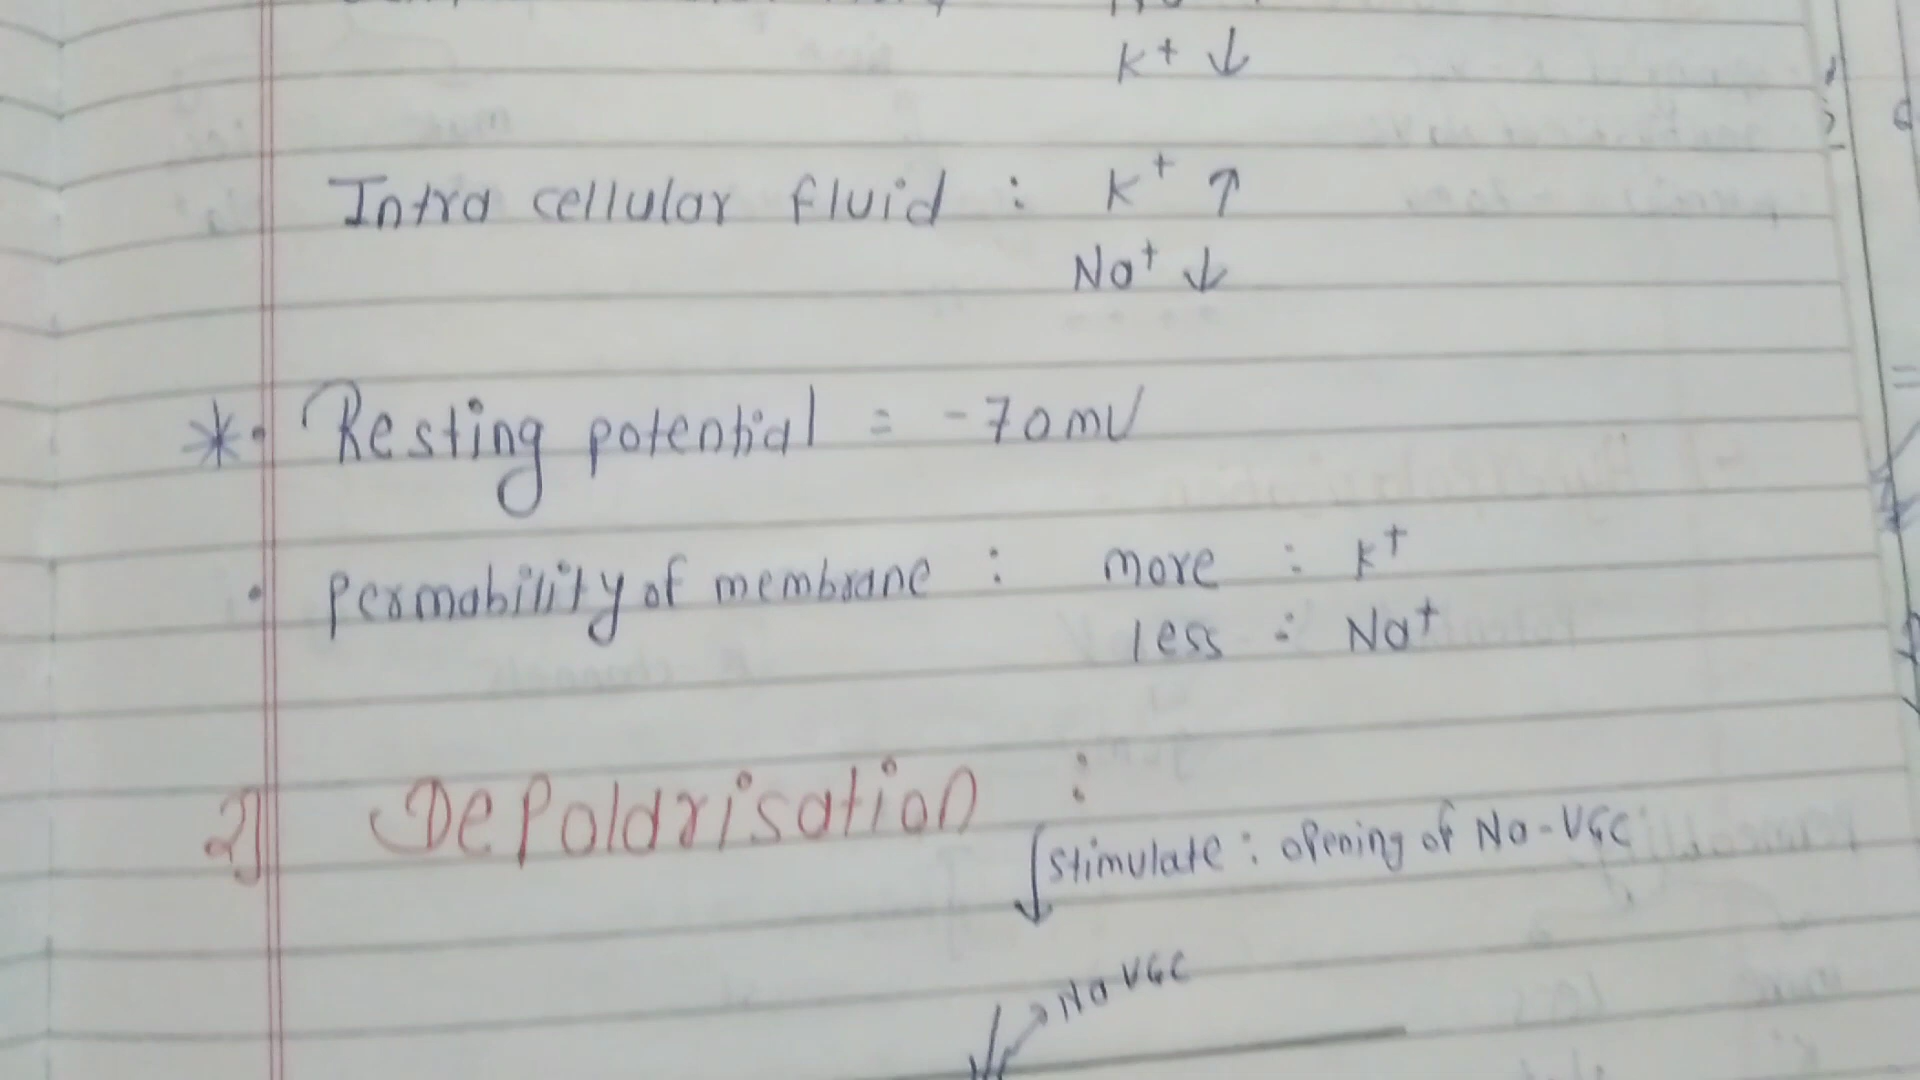 K+ ↓
Intra cellular fluid : K+ ↑
Na+ ↓
* • Resting potential = -70mV
• Permability of membrane : more : K+
less : Na+
2) Depolarisation :
stimulate : opening of Na-VGC
Na VGC